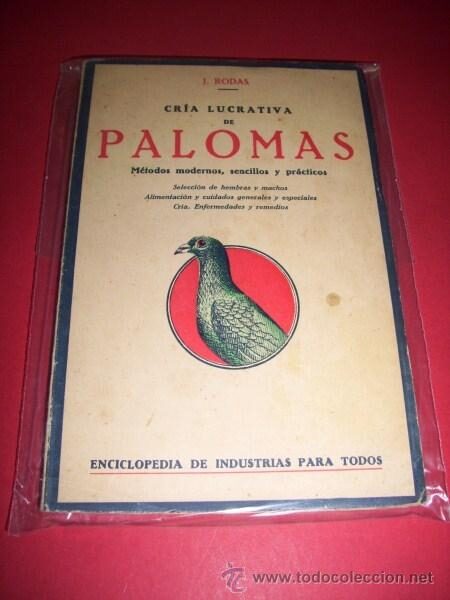 J. RODAS
CRÍA LUCRATIVA
DE
PALOMAS
Métodos modernos, sencillos y prácticos
Selección de hembras y machos
Alimentación y cuidados generales y especiales
Cría. Enfermedades y remedios
ENCICLOPEDIA DE INDUSTRIAS PARA TODOS
www.todocoleccion.net